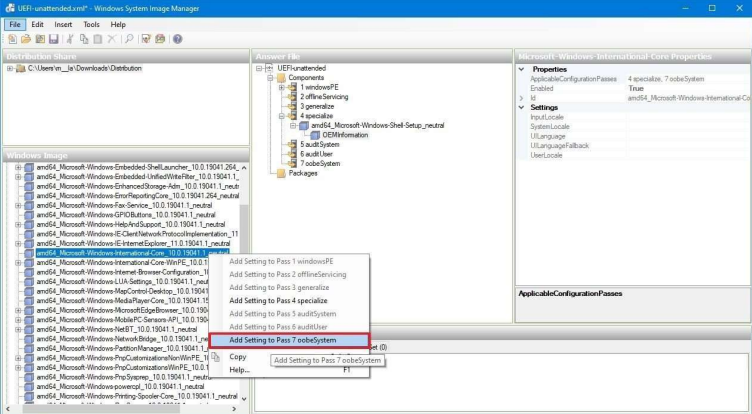 UEFI-unattended.xml* - Windows System Image Manager
File Edit Insert Tools Help
Distribution Share
C:\Users\m__la\Downloads\Distribution
Windows Image
amd64_Microsoft-Windows-Embedded-ShellLauncher_10.0.19041.264_
amd64_Microsoft-Windows-Embedded-UnifiedWriteFilter_10.0.19041.1_
amd64_Microsoft-Windows-EnhancedStorage-Adm_10.0.19041.1_neutr
amd64_Microsoft-Windows-ErrorReportingCore_10.0.19041.264_neutral
amd64_Microsoft-Windows-Fax-Service_10.0.19041.1_neutral
amd64_Microsoft-Windows-GPIOButtons_10.0.19041.1_neutral
amd64_Microsoft-Windows-HelpAndSupport_10.0.19041.1_neutral
amd64_Microsoft-Windows-IE-ClientNetworkProtocolImplementation_11
amd64_Microsoft-Windows-IE-InternetExplorer_11.0.19041.1_neutral
amd64_Microsoft-Windows-International-Core_10.0.19041.1_neutral
amd64_Microsoft-Windows-International-Core-WinPE_10.0.1
amd64_Microsoft-Windows-Internet-Browser-Configuration_1
amd64_Microsoft-Windows-LUA-Settings_10.0.19041.1_neut
amd64_Microsoft-Windows-MapControl-Desktop_10.0.19041
amd64_Microsoft-Windows-MediaPlayer-Core_10.0.19041.15
amd64_Microsoft-Windows-MicrosoftEdgeBrowser_10.0.1904
amd64_Microsoft-Windows-MobilePC-Sensors-API_10.0.1904
amd64_Microsoft-Windows-NetBT_10.0.19041.1_neutral
amd64_Microsoft-Windows-NetworkBridge_10.0.19041.1_neu
amd64_Microsoft-Windows-PartitionManager_10.0.19041.1_n
amd64_Microsoft-Windows-PnpCustomizationsNonWinPE_1
amd64_Microsoft-Windows-PnpCustomizationsWinPE_10.0.1
amd64_Microsoft-Windows-PnpSysprep_10.0.19041.1_neutral
amd64_Microsoft-Windows-powercpl_10.0.19041.1_neutral
amd64_Microsoft-Windows-Printing-Spooler-Core_10.0.19041.1_neutral
Answer File
UEFI-unattended
Components
1 windowsPE
2 offlineServicing
3 generalize
4 specialize
amd64_Microsoft-Windows-Shell-Setup_neutral
OEMInformation
5 auditSystem
6 auditUser
7 oobeSystem
Packages
Add Setting to Pass 1 windowsPE
Add Setting to Pass 2 offlineServicing
Add Setting to Pass 3 generalize
Add Setting to Pass 4 specialize
Add Setting to Pass 5 auditSystem
Add Setting to Pass 6 auditUser
Add Setting to Pass 7 oobeSystem
Copy
Help... F1
Add Setting to Pass 7 oobeSystem
et (0)
Microsoft-Windows-International-Core Properties
Properties
ApplicableConfigurationPasses 4 specialize, 7 oobeSystem
Enabled True
Id amd64_Microsoft-Windows-International-Co
Settings
InputLocale
SystemLocale
UILanguage
UILanguageFallback
UserLocale
ApplicableConfigurationPasses